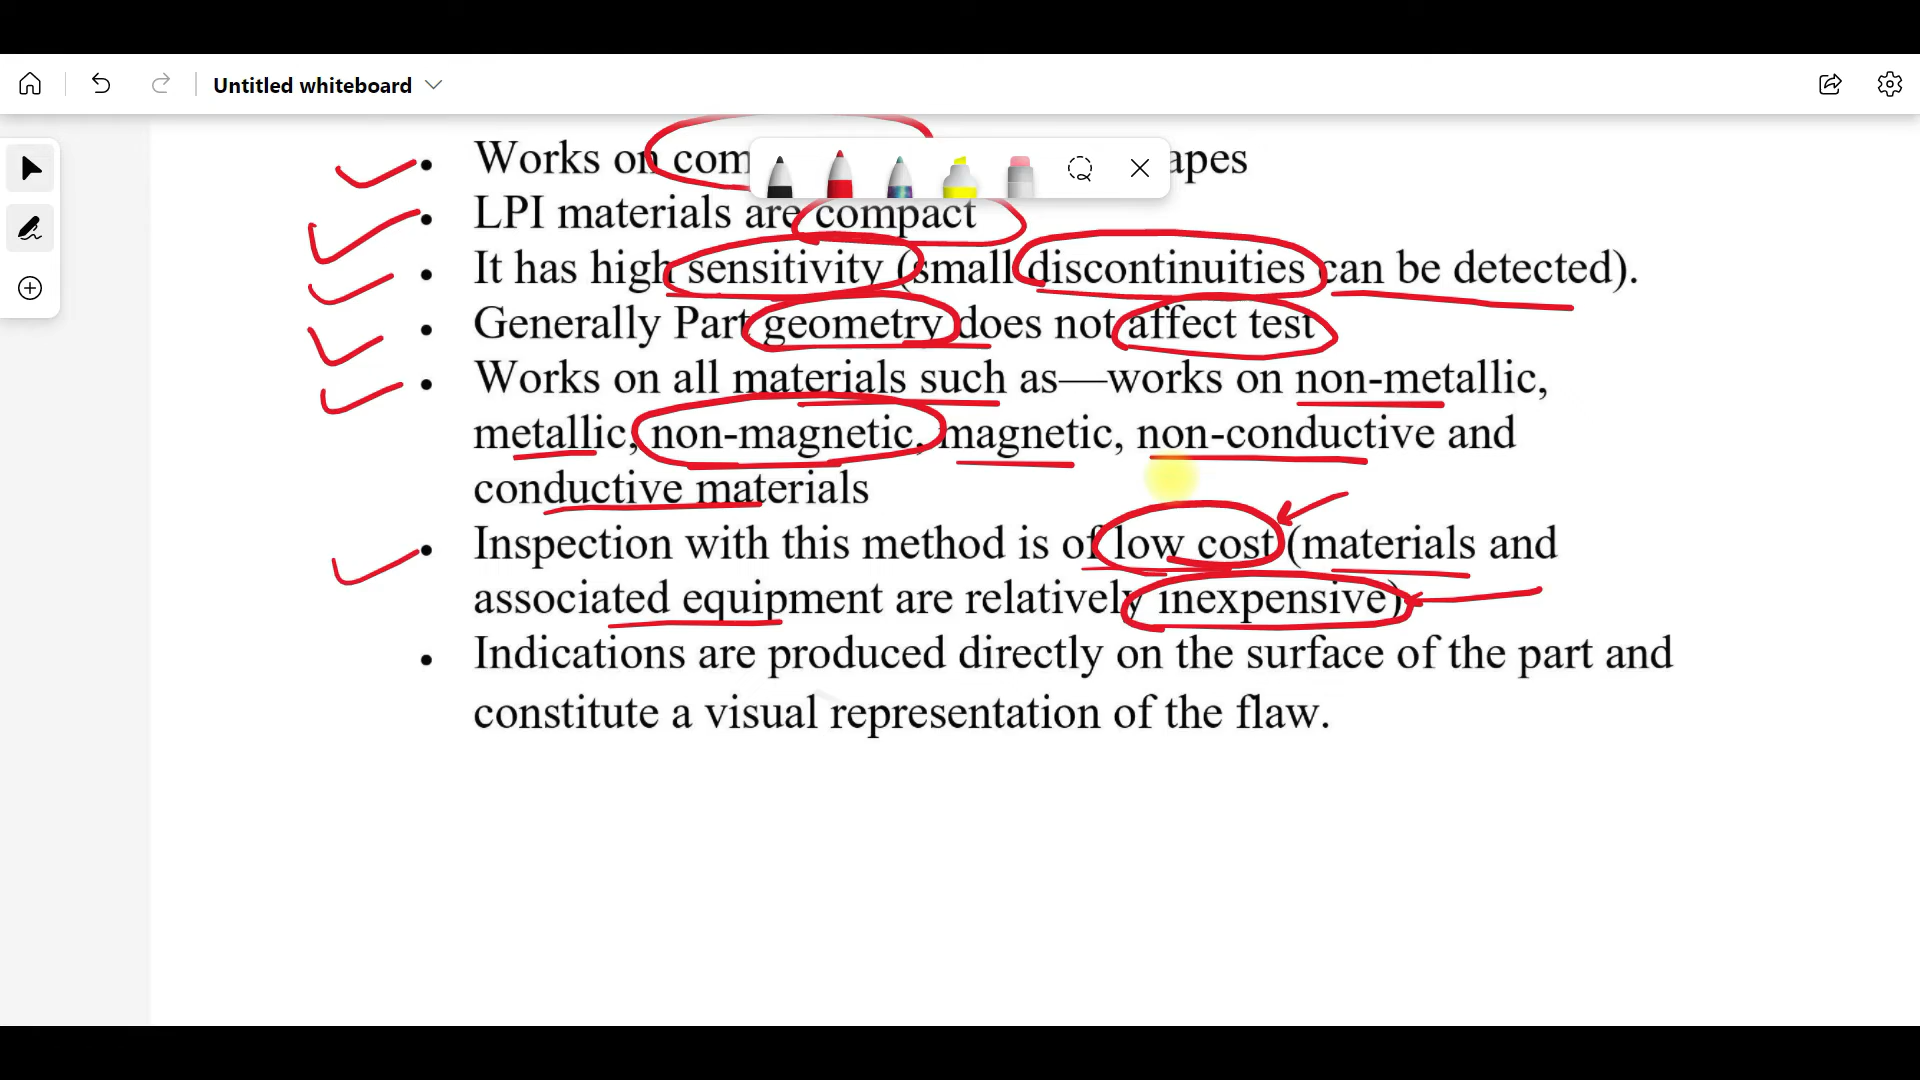 Untitled whiteboard
• Works on
• LPI materials are compact
• It has high sensitivity (small discontinuities can be detected).
• Generally Part geometry does not affect test
• Works on all materials such as—works on non-metallic,
metallic, non-magnetic, magnetic, non-conductive and
conductive materials
• Inspection with this method is of low cost (materials and
associated equipment are relatively inexpensive)
• Indications are produced directly on the surface of the part and
constitute a visual representation of the flaw.